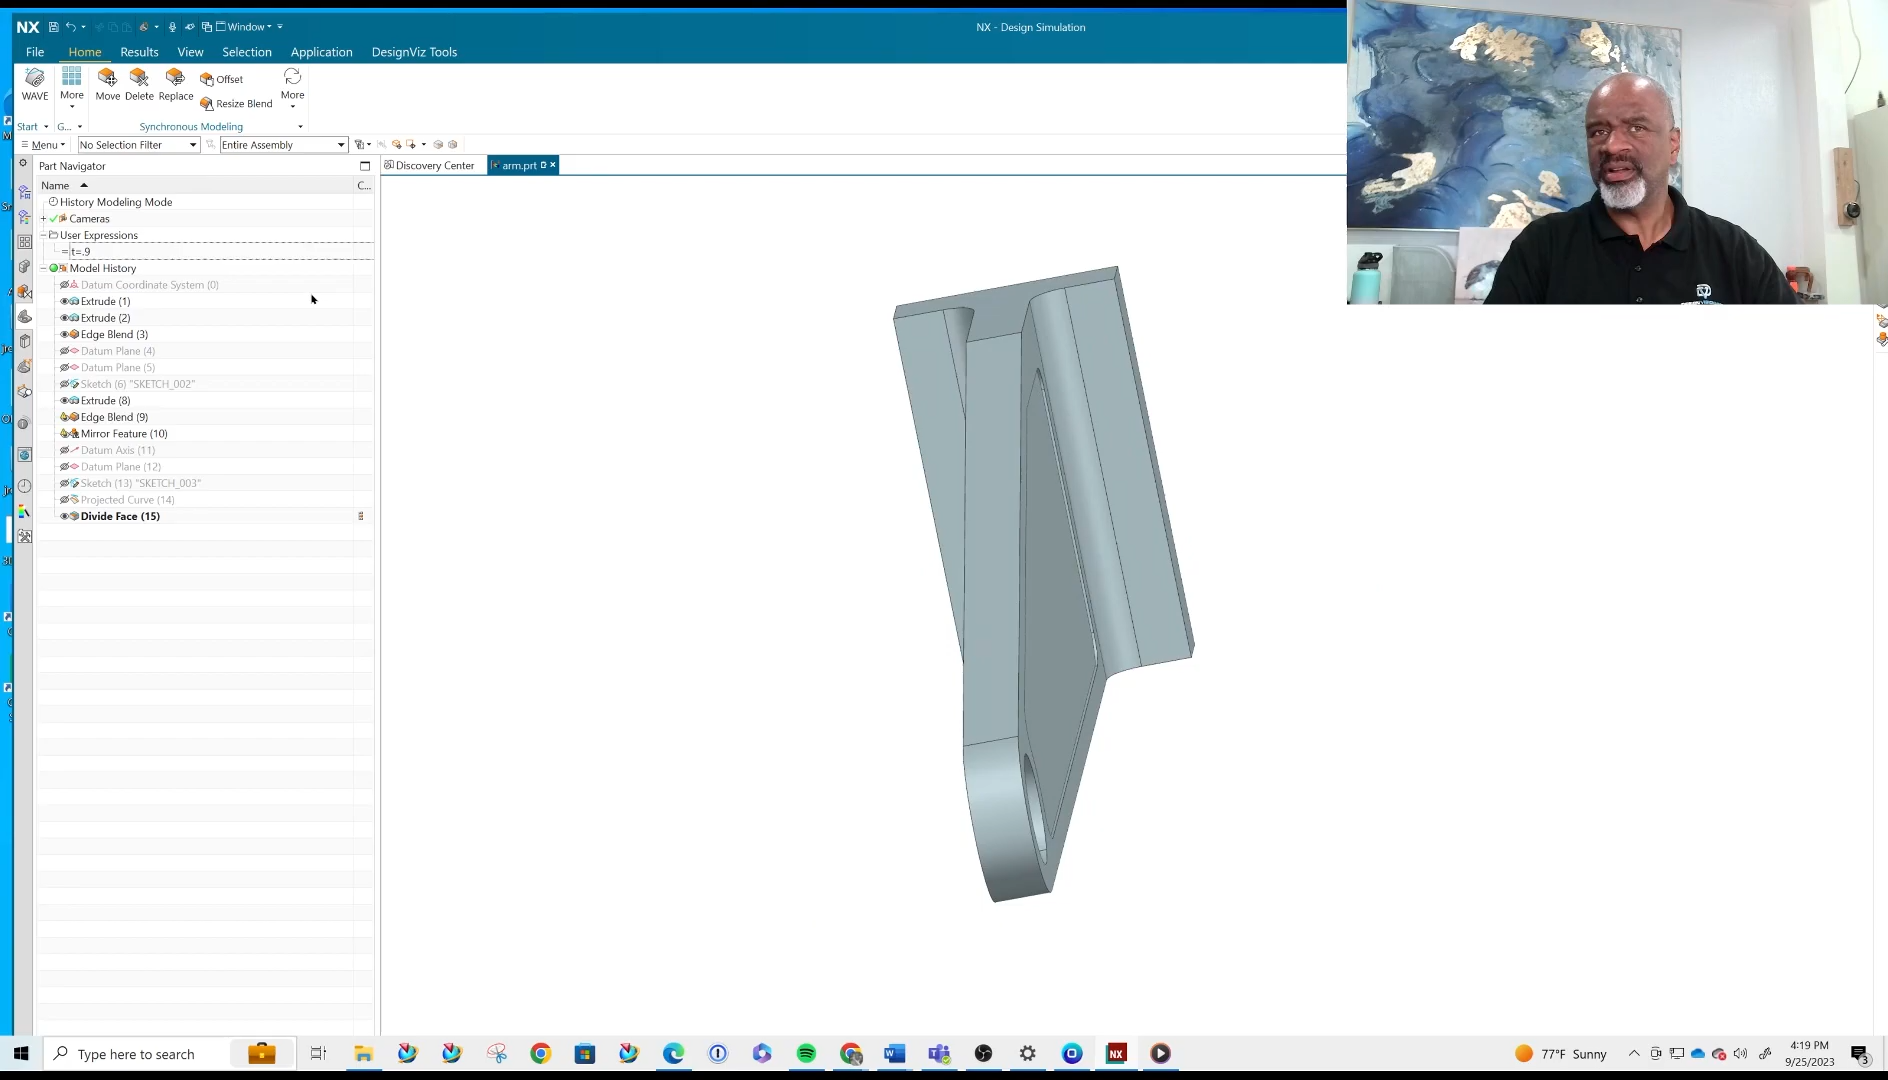 NX
Window
NX - Design Simulation
File Home Results View Selection Application DesignViz Tools
WAVE
More
Move
Delete
Replace
Offset
Resize Blend
More
Start
G...
Synchronous Modeling
Menu
No Selection Filter
Entire Assembly
Part Navigator
Discovery Center
arm.prt
Name
C...
History Modeling Mode
Cameras
User Expressions
t=.9
Model History
Datum Coordinate System (0)
Extrude (1)
Extrude (2)
Edge Blend (3)
Datum Plane (4)
Datum Plane (5)
Sketch (6) "SKETCH_002"
Extrude (8)
Edge Blend (9)
Mirror Feature (10)
Datum Axis (11)
Datum Plane (12)
Sketch (13) "SKETCH_003"
Projected Curve (14)
Divide Face (15)
Type here to search
NX
77°F Sunny
4:19 PM
9/25/2023
3